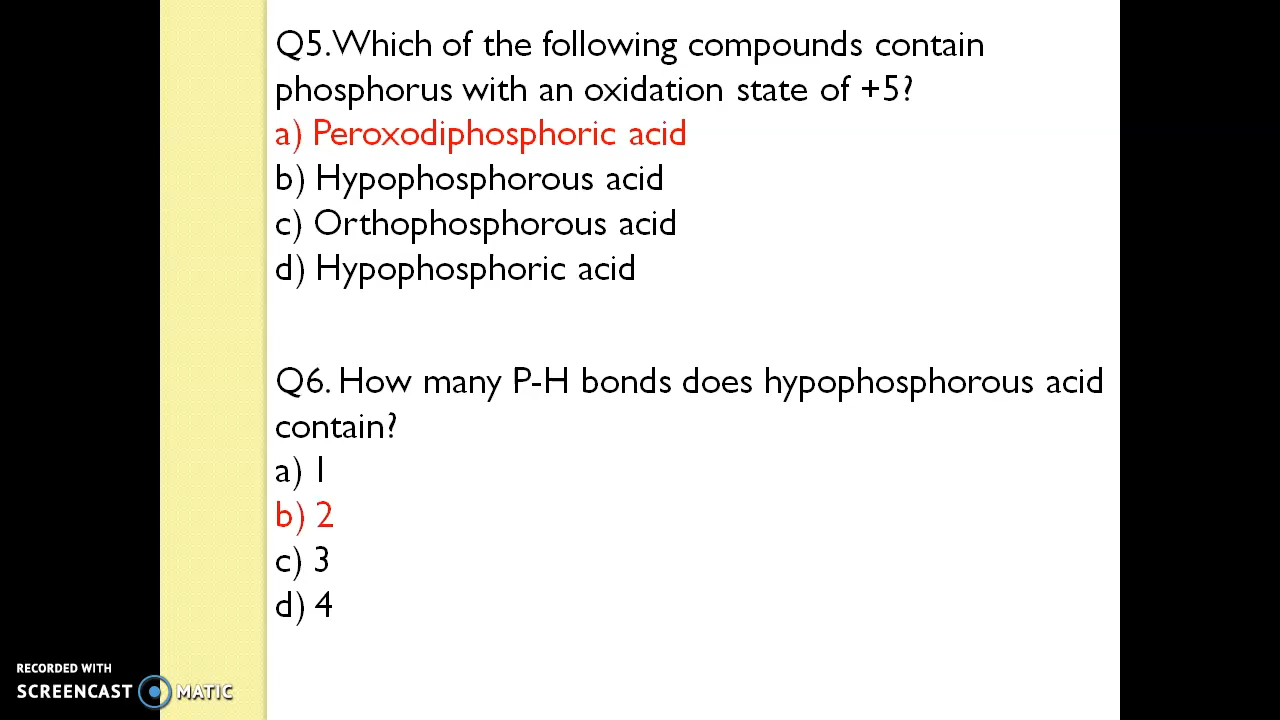 Q5. Which of the following compounds contain
phosphorus with an oxidation state of +5?
a) Peroxodiphosphoric acid
b) Hypophosphorous acid
c) Orthophosphorous acid
d) Hypophosphoric acid
Q6. How many P-H bonds does hypophosphorous acid
contain?
a) 1
b) 2
c) 3
d) 4
RECORDED WITH
SCREENCAST MATIC